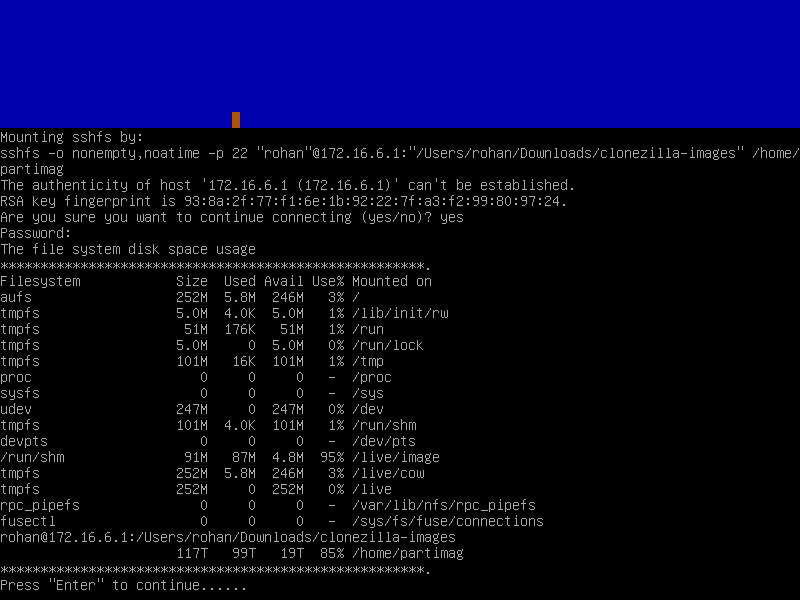 Mounting sshfs by:
sshfs -o nonempty,noatime -p 22 "rohan"@172.16.6.1:"/Users/rohan/Downloads/clonezilla-images" /home/
partimag
The authenticity of host '172.16.6.1 (172.16.6.1)' can't be established.
RSA key fingerprint is 93:8a:2f:77:f1:6e:1b:92:22:7f:a3:f2:99:80:97:24.
Are you sure you want to continue connecting (yes/no)? yes
Password:
The file system disk space usage
*****************************************************.
Filesystem            Size  Used Avail Use% Mounted on
aufs                  252M  5.8M  246M   3% /
tmpfs                 5.0M  4.0K  5.0M   1% /lib/init/rw
tmpfs                  51M  176K   51M   1% /run
tmpfs                 5.0M     0  5.0M   0% /run/lock
tmpfs                 101M   16K  101M   1% /tmp
proc                     0     0     0   -  /proc
sysfs                    0     0     0   -  /sys
udev                  247M     0  247M   0% /dev
tmpfs                 101M  4.0K  101M   1% /run/shm
devpts                   0     0     0   -  /dev/pts
/run/shm               91M   87M  4.8M  95% /live/image
tmpfs                 252M  5.8M  246M   3% /live/cow
tmpfs                 252M     0  252M   0% /live
rpc_pipefs               0     0     0   -  /var/lib/nfs/rpc_pipefs
fusectl                  0     0     0   -  /sys/fs/fuse/connections
rohan@172.16.6.1:/Users/rohan/Downloads/clonezilla-images
                      117T   99T   19T  85% /home/partimag
*****************************************************.
Press "Enter" to continue......